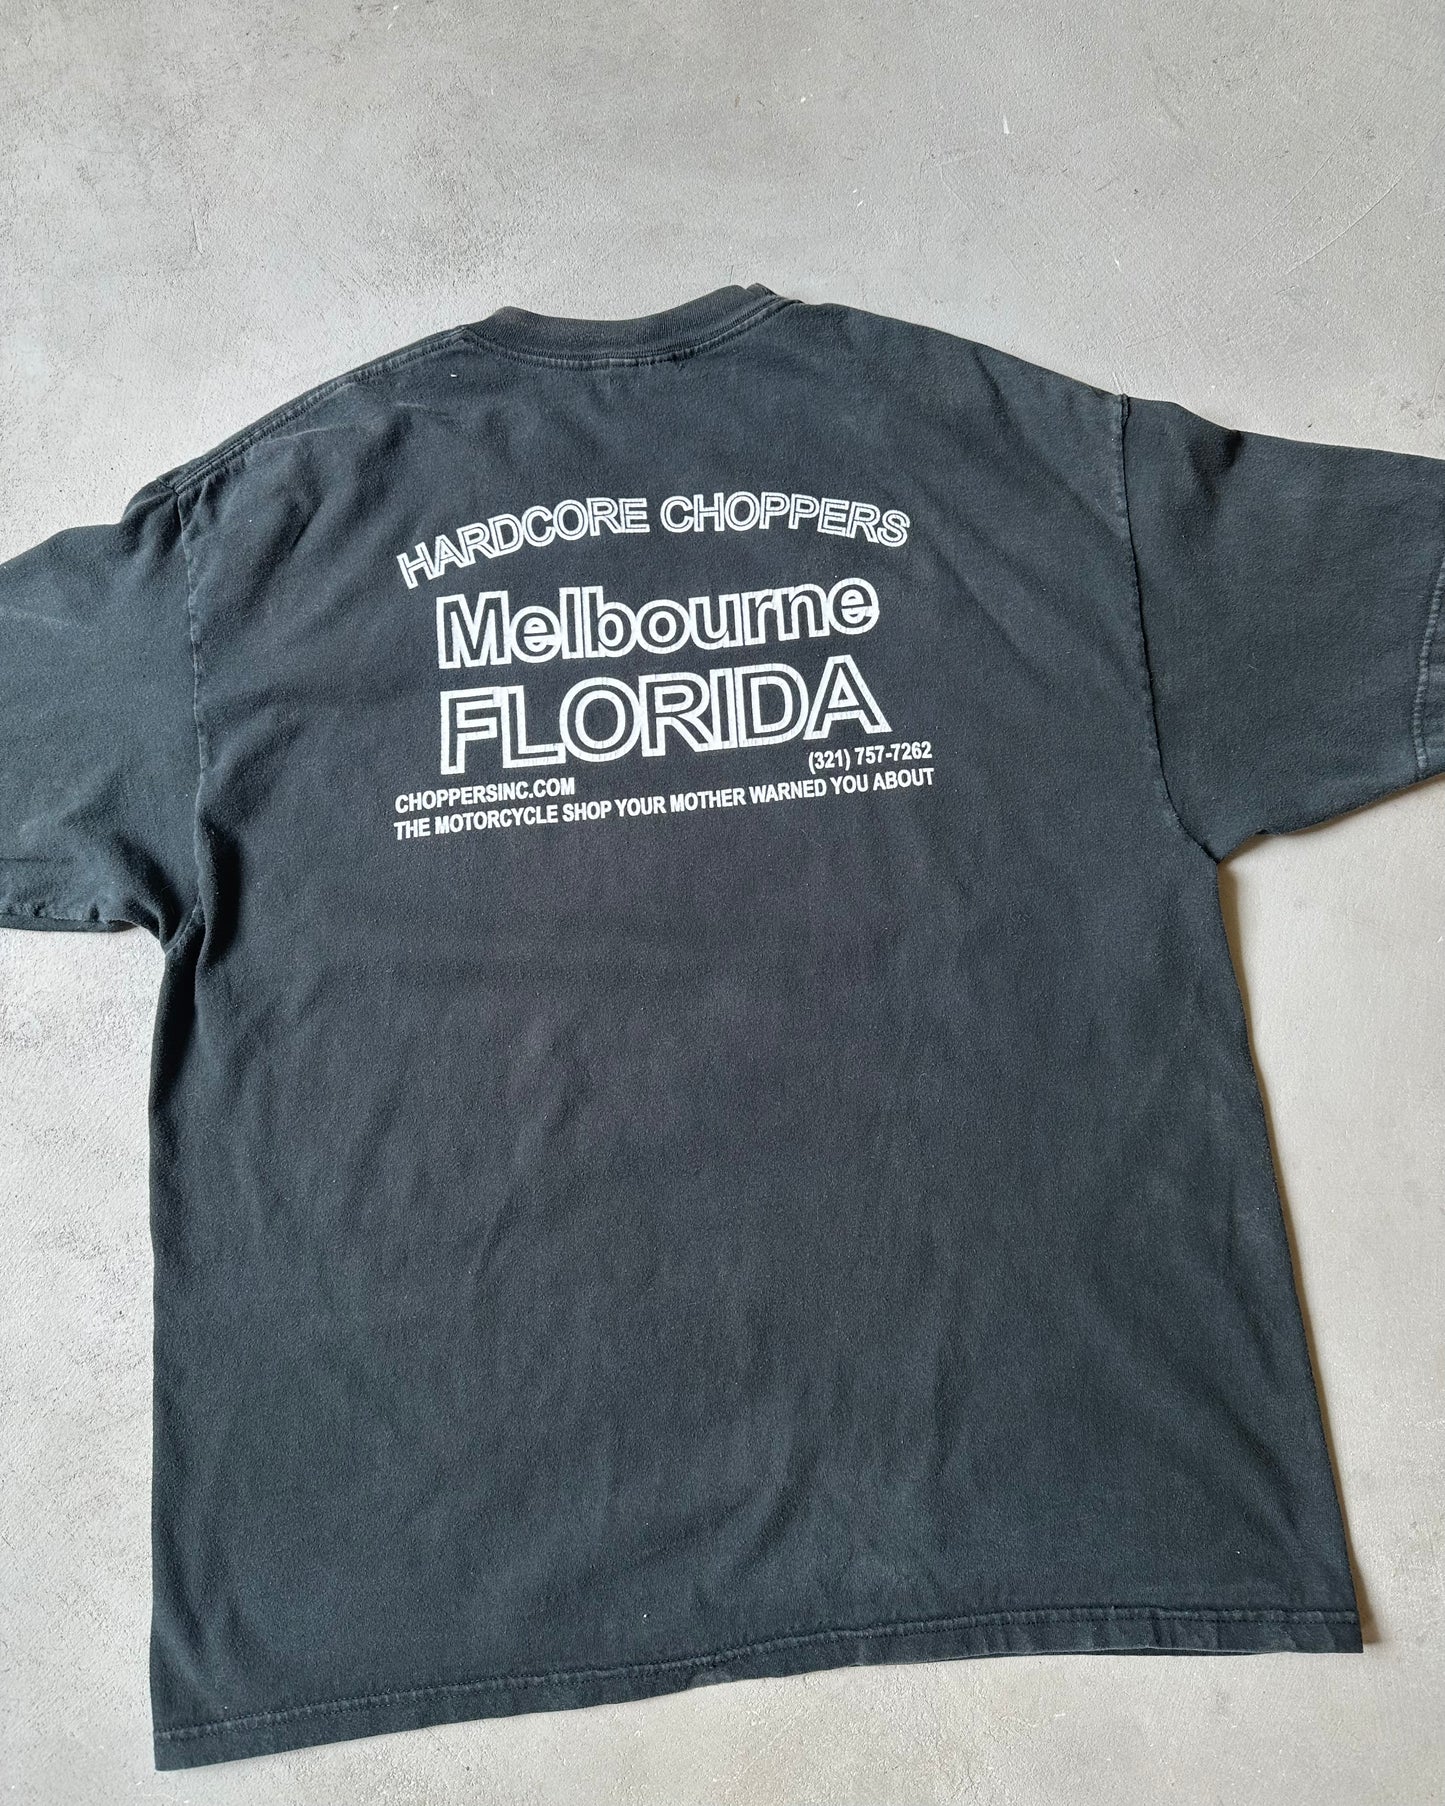 HARDCORE CHOPPERS
Melbourne
FLORIDA
(321) 757-7262
CHOPPERSINC.COM
THE MOTORCYCLE SHOP YOUR MOTHER WARNED YOU ABOUT